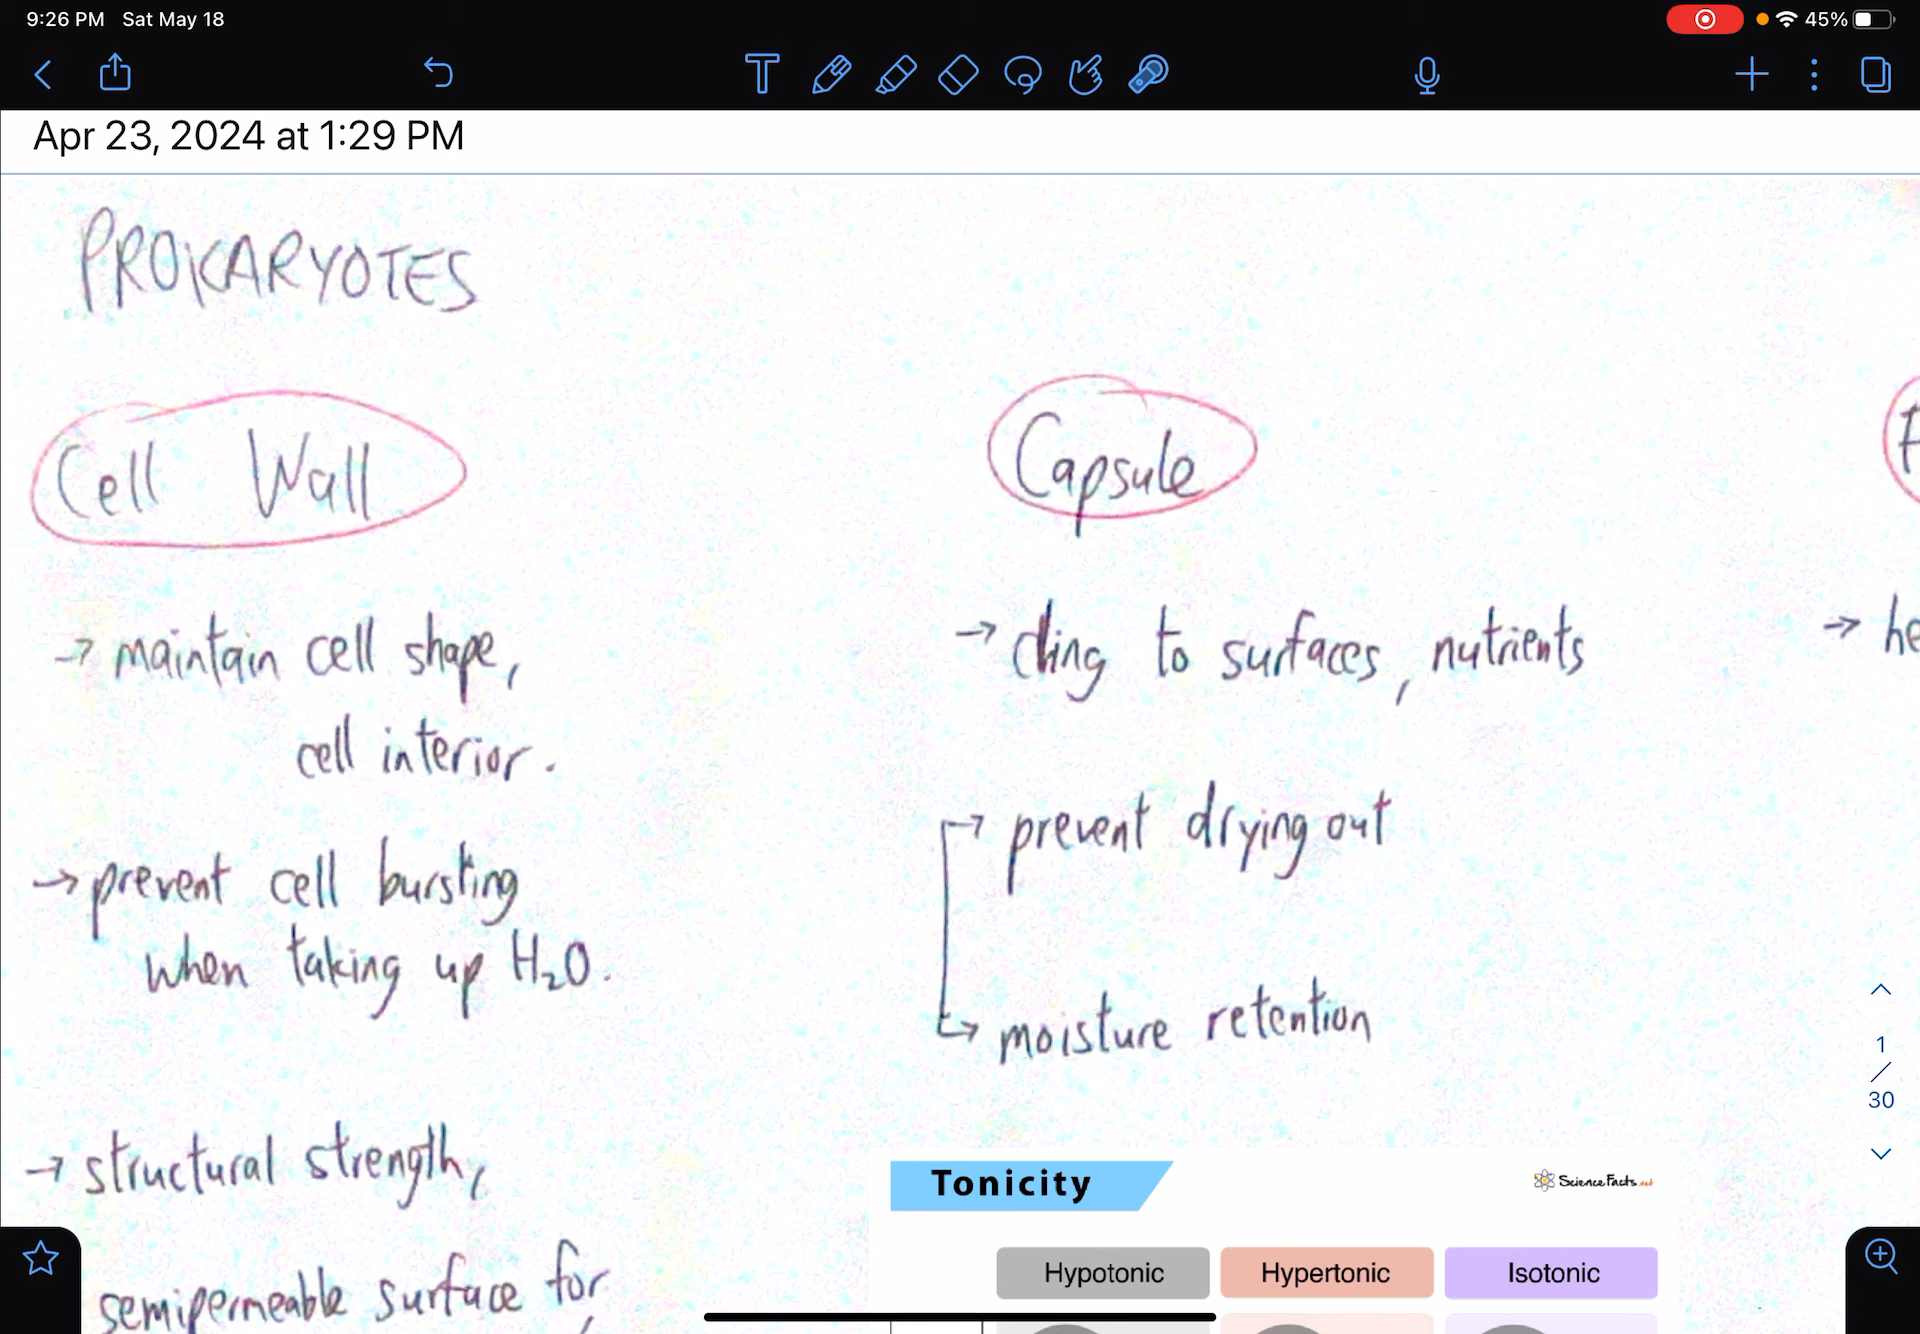 9:26 PM Sat May 18
45%
Apr 23, 2024 at 1:29 PM
PROKARYOTES
Cell Wall
→ maintain cell shape,
cell interior.
→ prevent cell bursting
when taking up H₂O.
→ structural strength,
semipermeable surface for
Capsule
→ cling to surfaces, nutrients
→ prevent drying out
→ moisture retention
→ he
1
/
30
Tonicity
ScienceFacts.net
Hypotonic Hypertonic Isotonic